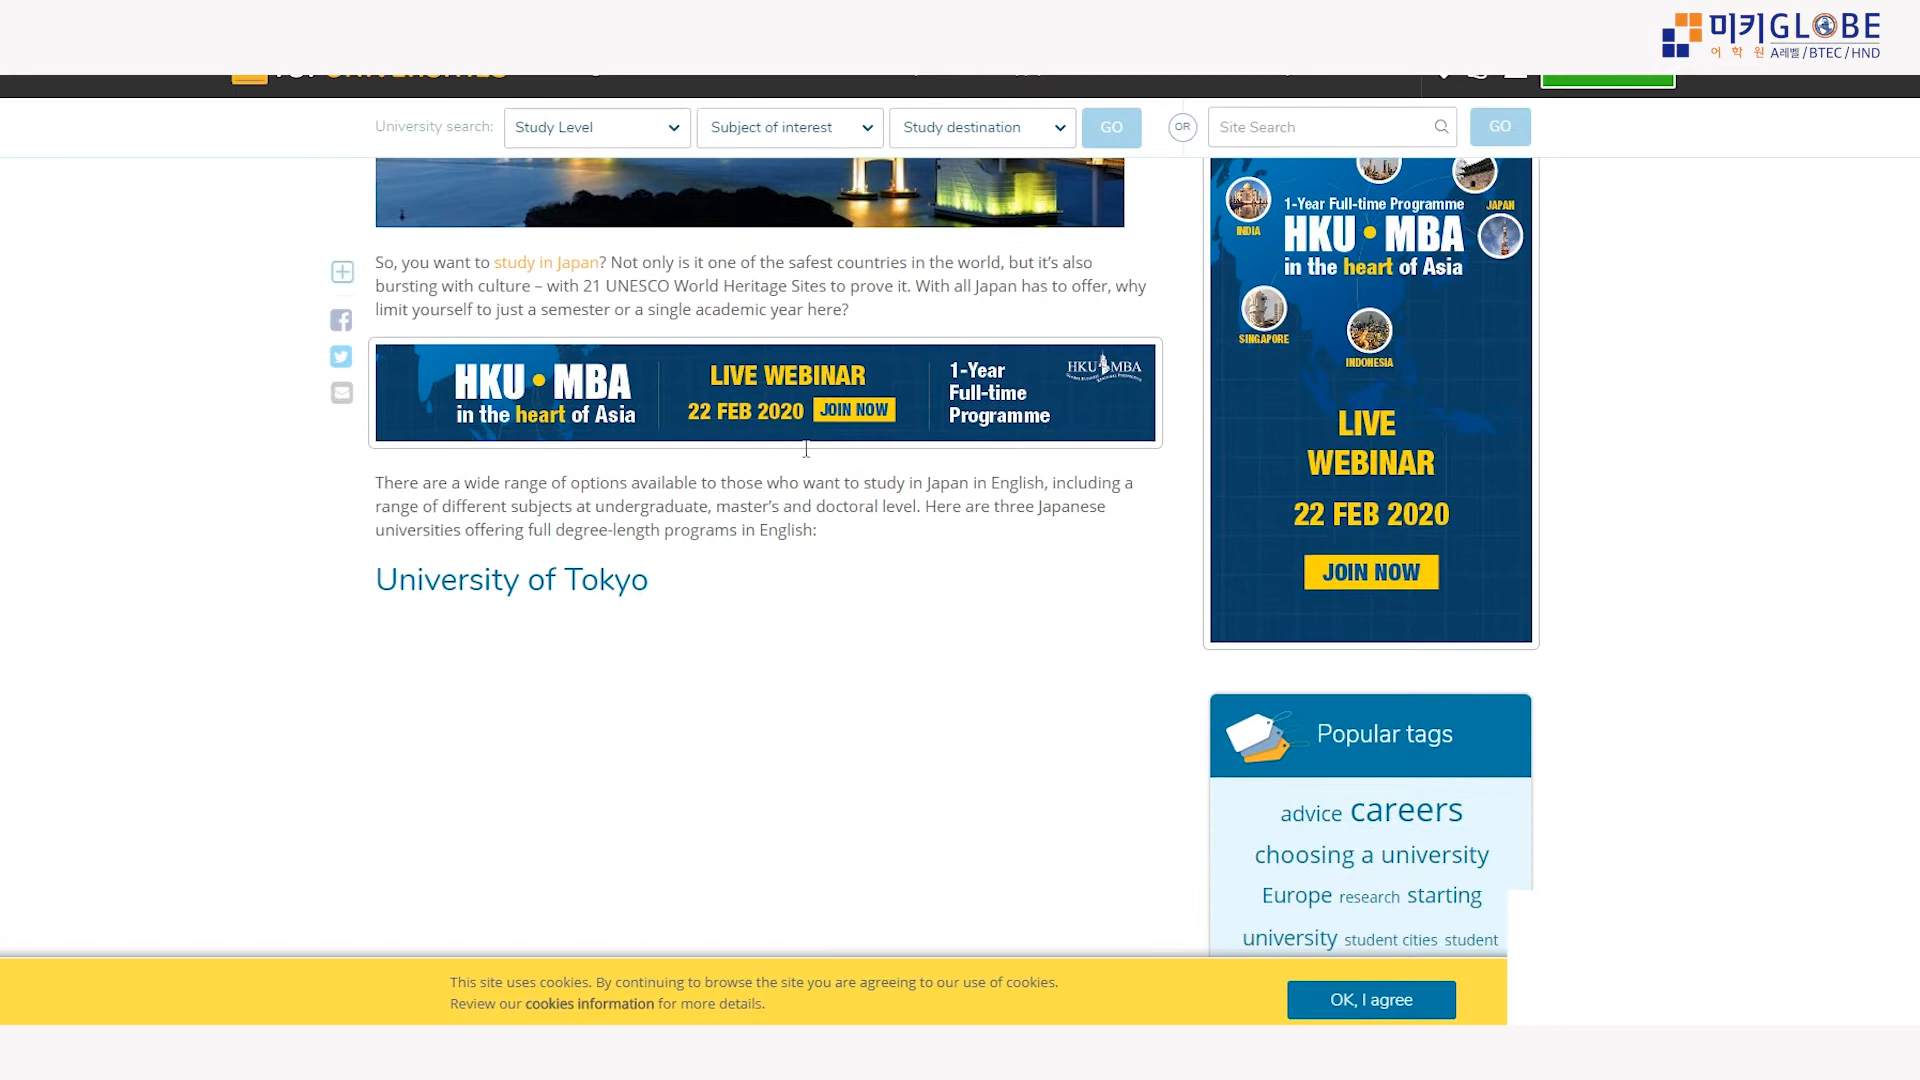 미키GLOBE
어 학 원 A레벨/BTEC/HND
University search:
Study Level
Subject of interest
Study destination
GO
OR
Site Search
GO
So, you want to study in Japan? Not only is it one of the safest countries in the world, but it's also
bursting with culture – with 21 UNESCO World Heritage Sites to prove it. With all Japan has to offer, why
limit yourself to just a semester or a single academic year here?
HKU • MBA
in the heart of Asia
LIVE WEBINAR
22 FEB 2020 JOIN NOW
1-Year
Full-time
Programme
HKU MBA
There are a wide range of options available to those who want to study in Japan in English, including a
range of different subjects at undergraduate, master's and doctoral level. Here are three Japanese
universities offering full degree-length programs in English:
University of Tokyo
INDIA
1-Year Full-time Programme
JAPAN
HKU • MBA
in the heart of Asia
SINGAPORE
INDONESIA
LIVE
WEBINAR
22 FEB 2020
JOIN NOW
Popular tags
advice careers
choosing a university
Europe research starting
university student cities student
This site uses cookies. By continuing to browse the site you are agreeing to our use of cookies.
Review our cookies information for more details.
OK, I agree